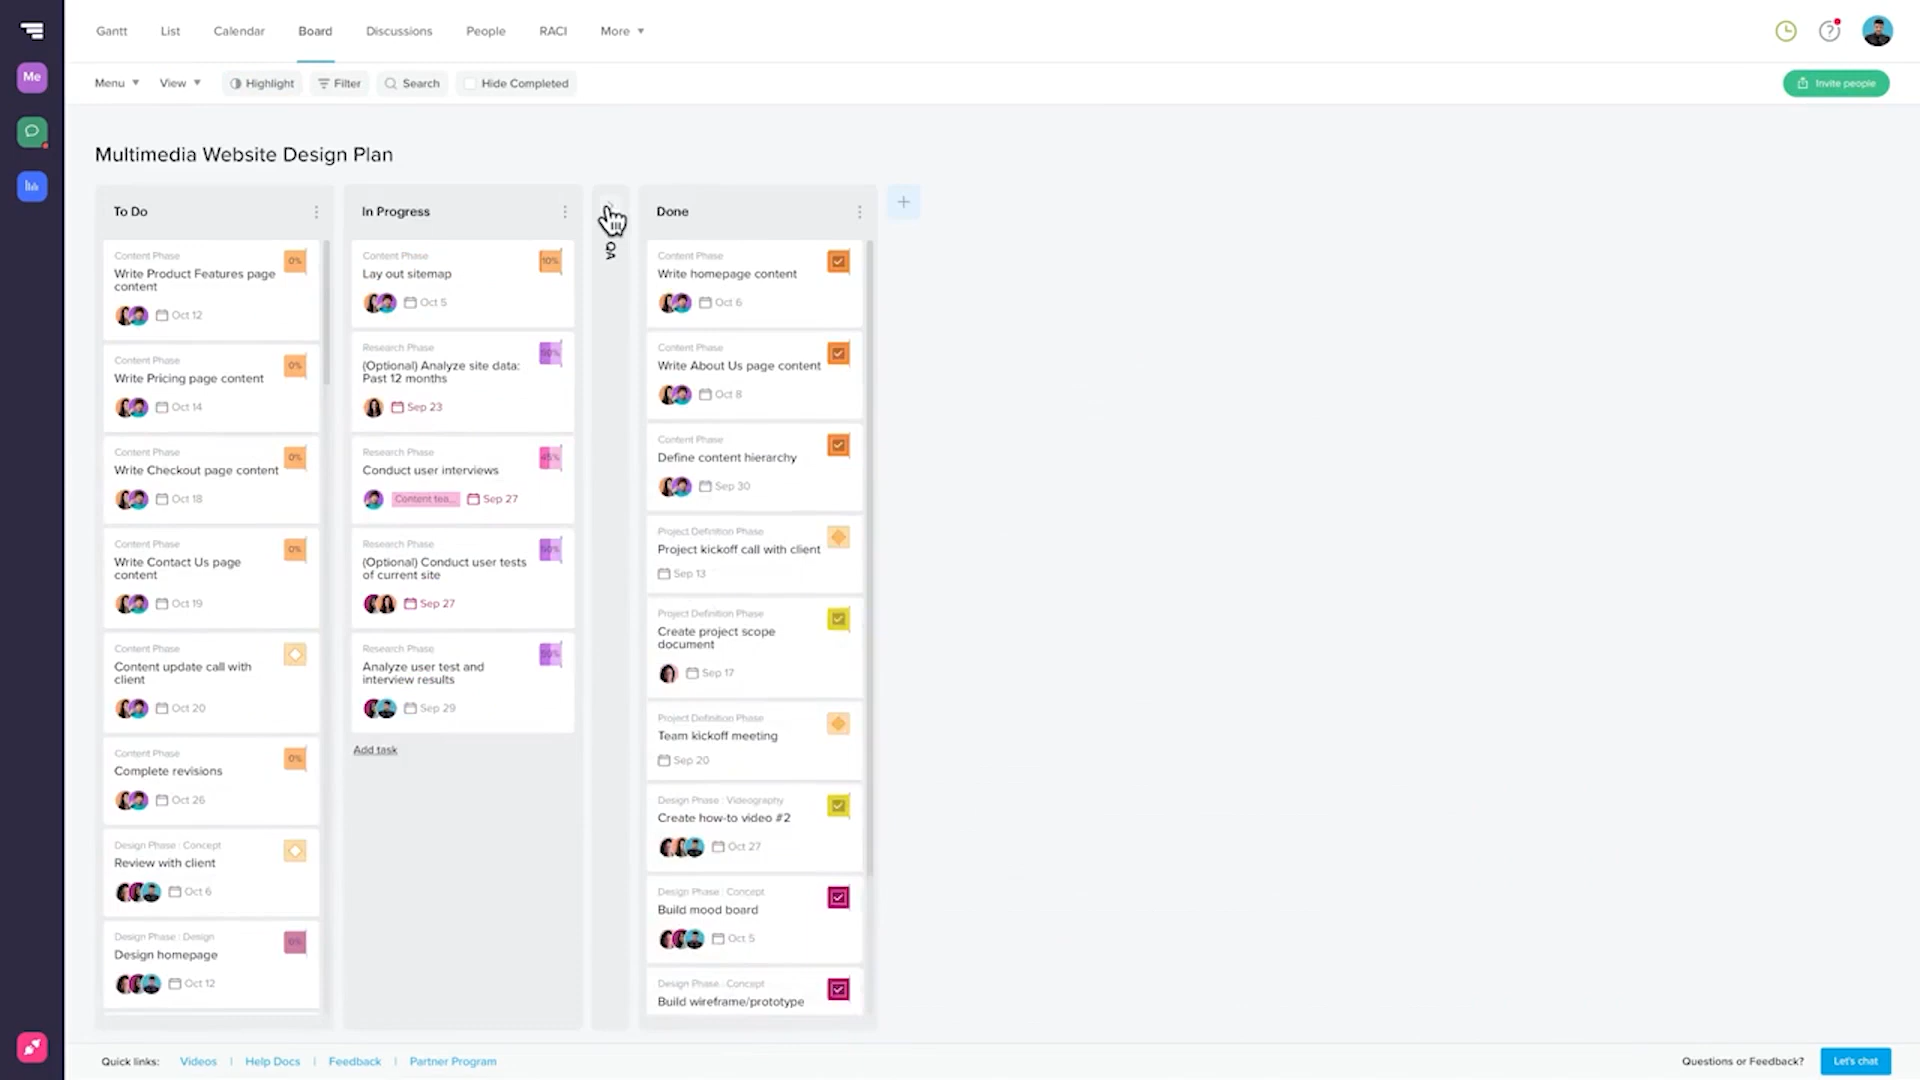 Gantt List Calendar Board Discussions People RACI More
Me
Menu View Highlight Filter Search Hide Completed Invite people
Multimedia Website Design Plan
To Do
Content Phase
0%
Write Product Features page
content
Oct 12
Content Phase
0%
Write Pricing page content
Oct 14
Content Phase
0%
Write Checkout page content
Oct 18
Content Phase
0%
Write Contact Us page
content
Oct 19
Content Phase
Content update call with
client
Oct 20
Content Phase
0%
Complete revisions
Oct 26
Design Phase : Concept
Review with client
Oct 6
Design Phase : Design
0%
Design homepage
Oct 12
In Progress
Content Phase
10%
Lay out sitemap
Oct 5
Research Phase
(Optional) Analyze site data:
Past 12 months
Sep 23
Research Phase
45%
Conduct user interviews
Content tea...
Sep 27
Research Phase
(Optional) Conduct user tests
of current site
Sep 27
Research Phase
Analyze user test and
interview results
Sep 29
Add task
QA
Done
Content Phase
Write homepage content
Oct 6
Content Phase
Write About Us page content
Oct 8
Content Phase
Define content hierarchy
Sep 30
Project Definition Phase
Project kickoff call with client
Sep 13
Project Definition Phase
Create project scope
document
Sep 17
Project Definition Phase
Team kickoff meeting
Sep 20
Design Phase : Videography
Create how-to video #2
Oct 27
Design Phase : Concept
Build mood board
Oct 5
Design Phase : Concept
Build wireframe/prototype
Quick links: Videos | Help Docs | Feedback | Partner Program
Questions or Feedback? Let's chat